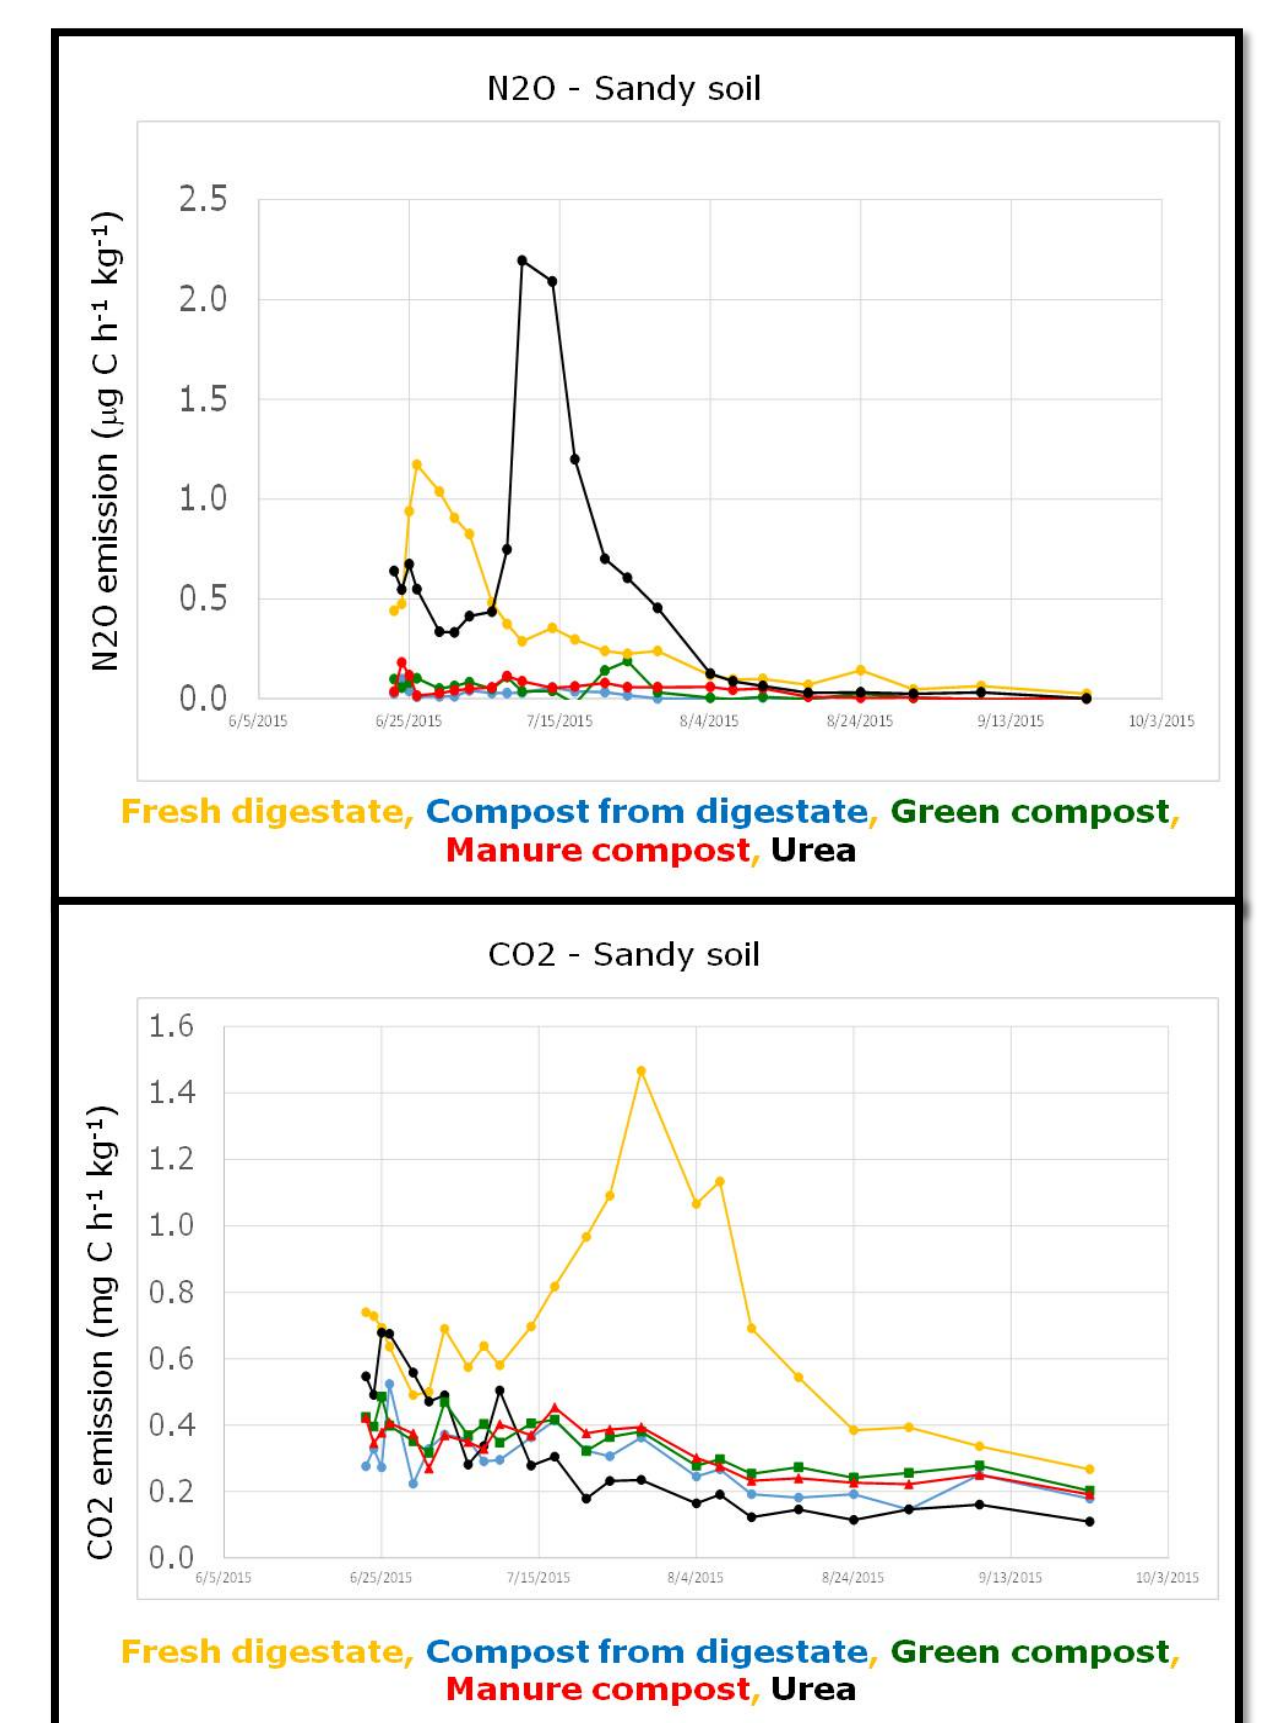 N2O - Sandy soil
N2O emission (μg C h⁻¹ kg⁻¹)
2.5
2.0
1.5
1.0
0.5
0.0
6/5/2015 6/25/2015 7/15/2015 8/4/2015 8/24/2015 9/13/2015 10/3/2015
Fresh digestate, Compost from digestate, Green compost,
Manure compost, Urea
CO2 - Sandy soil
CO2 emission (mg C h⁻¹ kg⁻¹)
1.6
1.4
1.2
1.0
0.8
0.6
0.4
0.2
0.0
6/5/2015 6/25/2015 7/15/2015 8/4/2015 8/24/2015 9/13/2015 10/3/2015
Fresh digestate, Compost from digestate, Green compost,
Manure compost, Urea